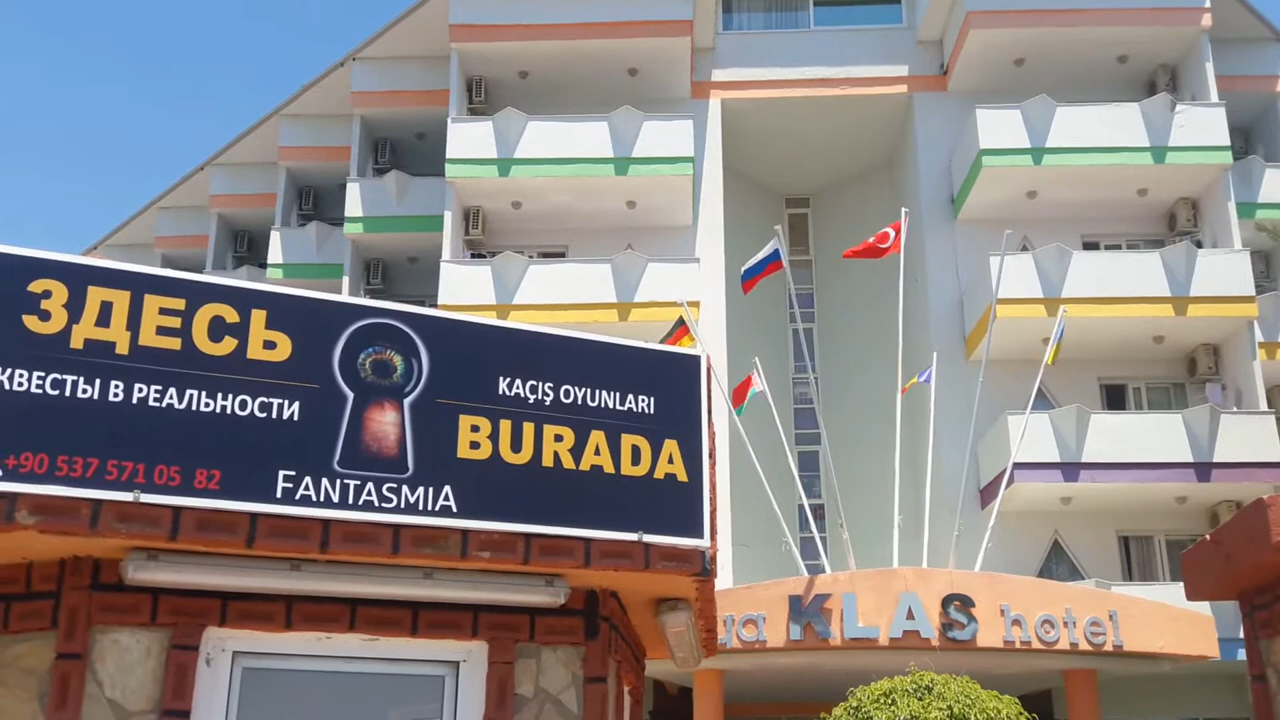 ЗДЕСЬ
КВЕСТЫ В РЕАЛЬНОСТИ
+90 537 571 05 82
FANTASMIA
KAÇIŞ OYUNLARI
BURADA
KLAS hotel